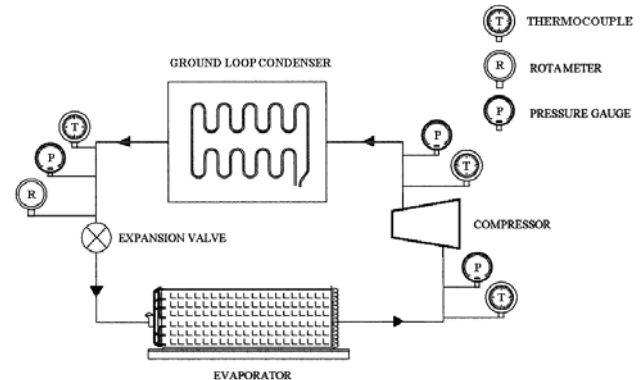 T THERMOCOUPLE
GROUND LOOP CONDENSER
R ROTAMETER
P PRESSURE GAUGE
T
P
P
T
R
COMPRESSOR
EXPANSION VALVE
P
T
EVAPORATOR